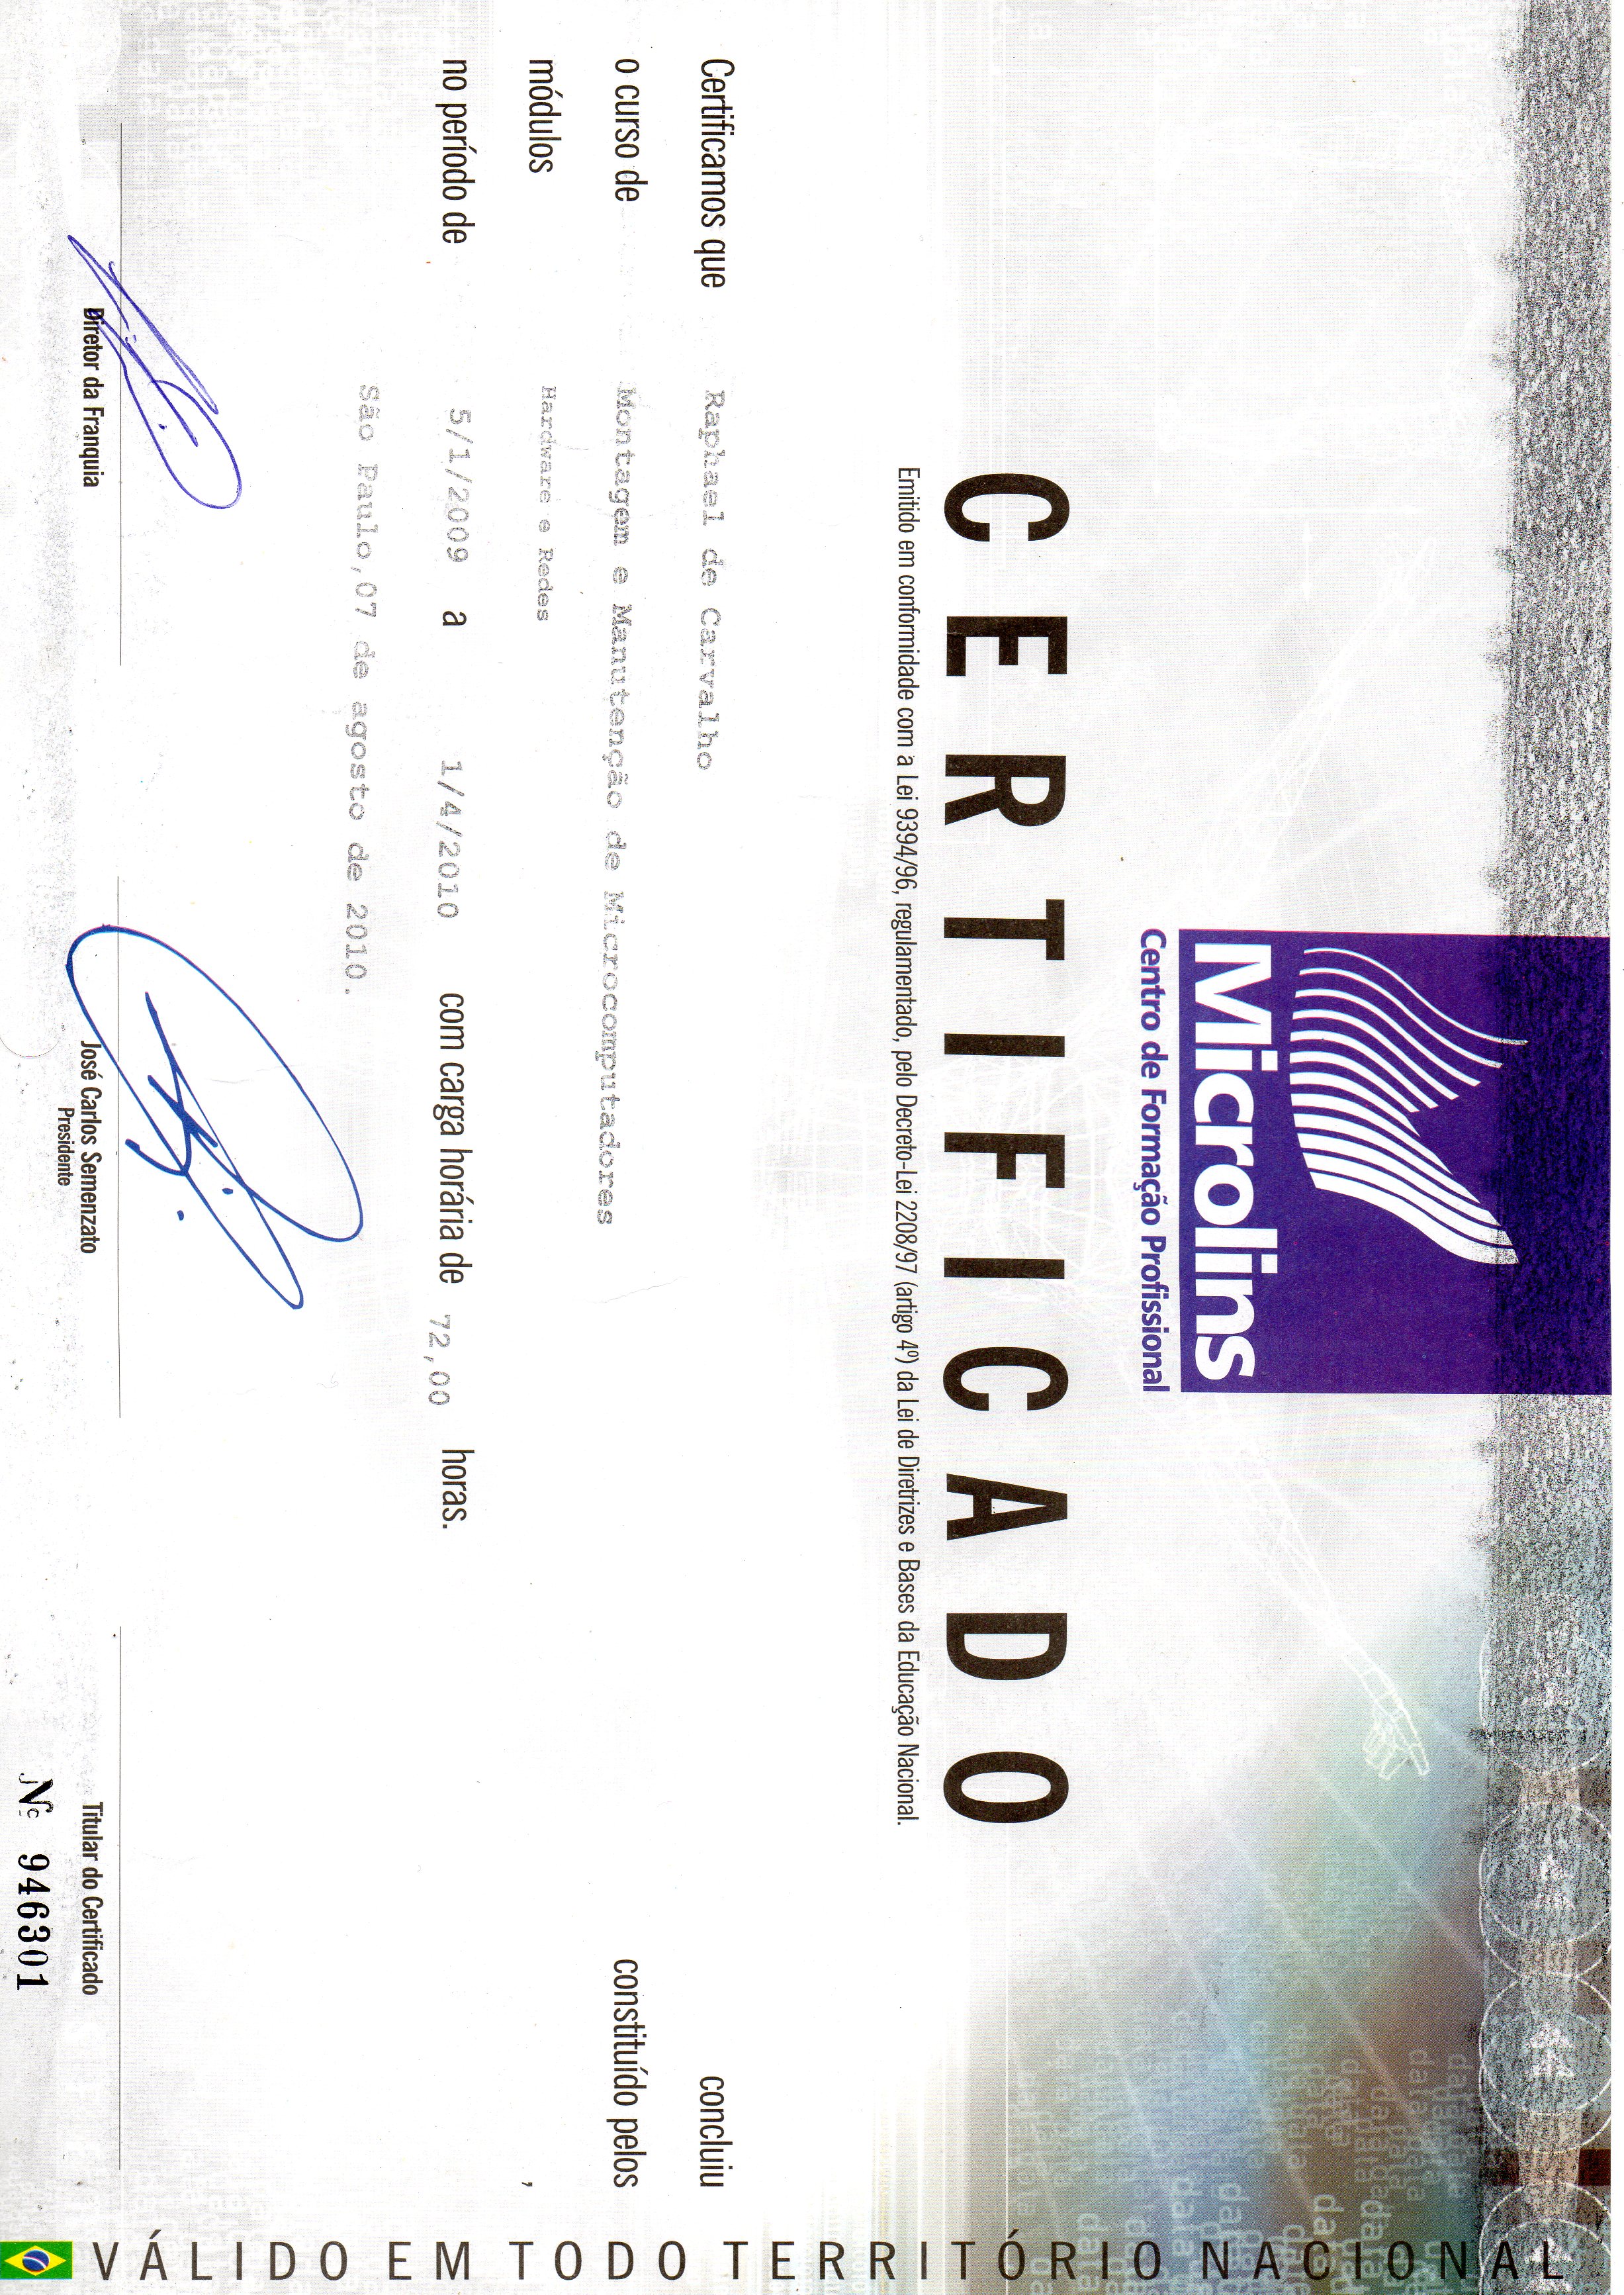 Microlins
Centro de Formação Profissional
CERTIFICADO
Emitido em conformidade com a Lei 9394/96, regulamentado, pelo Decreto-Lei 2208/97 (artigo 4º) da Lei de Diretrizes e Bases da Educação Nacional.
Certificamos que Raphael de Carvalho concluiu
o curso de Montagem e Manutenção de Microcomputadores constituído pelos
módulos Hardware e Redes ,
no período de 5/1/2009 a 1/4/2010 com carga horária de 72,00 horas.
São Paulo,07 de agosto de 2010.
Diretor da Franquia
José Carlos Semenzato
Presidente
Titular do Certificado
Nº 946301
VÁLIDO EM TODO TERRITÓRIO NACIONAL